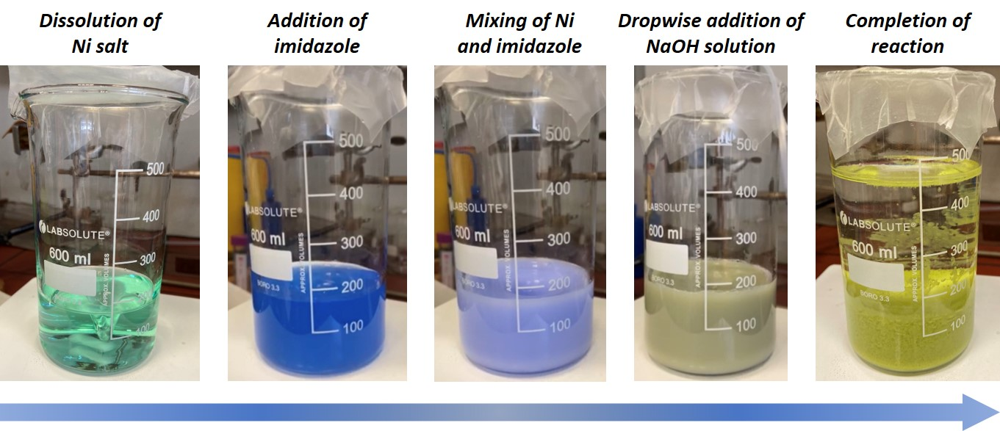 Dissolution of
Ni salt
Addition of
imidazole
Mixing of Ni
and imidazole
Dropwise addition of
NaOH solution
Completion of
reaction
500
400
LABSOLUTE®
600 ml
300
APPROX. VOLUMES
200
100
500
400
LABSOLUTE®
600 ml
300
APPROX. VOLUMES
BORO 3.3
200
100
500
400
LABSOLUTE®
600 ml
300
APPROX. VOLUMES
BORO 3.3
200
100
500
400
LABSOLUTE®
600 ml
300
APPROX. VOLUMES
BORO 3.3
200
100
500
400
LABSOLUTE®
600 ml
300
APPROX. VOLUMES
BORO 3.3
200
100